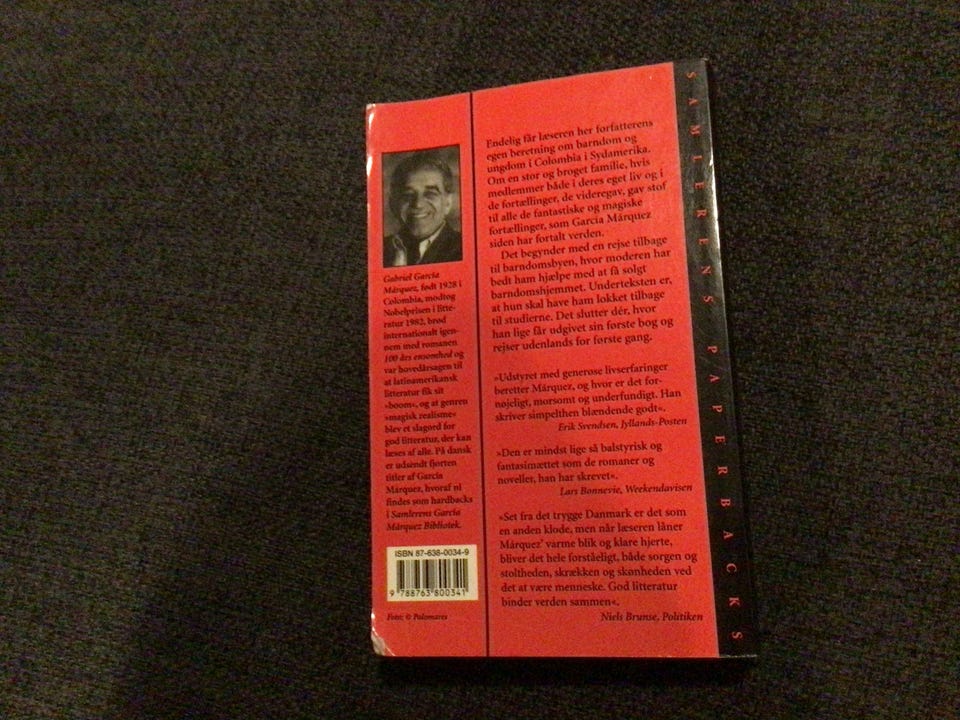 Gabriel García
Márquez, født 1928 i
Colombia, modtog
Nobelprisen i litte-
ratur 1982, brød
internationalt igen-
nem med romanen
100 års ensomhed og
var hovedårsagen til
at latinamerikansk
litteratur fik sit
»boom«, og at genren
»magisk realisme«
blev et slagord for
god litteratur, der kan
læses af alle. På dansk
er udsendt fjorten
titler af García
Márquez, hvoraf ni
findes som hardbacks
i Samlerens García
Márquez Bibliotek.
ISBN 87-638-0034-9
9 788763 800341
Foto: © Palomares
Endelig får læseren her forfatterens
egen beretning om barndom og
ungdom i Colombia i Sydamerika.
Om en stor og broget familie, hvis
medlemmer både i deres eget liv og i
de fortællinger, de videregav, gav stof
til alle de fantastiske og magiske
fortællinger, som García Márquez
siden har fortalt verden.
Det begynder med en rejse tilbage
til barndomsbyen, hvor moderen har
bedt ham hjælpe med at få solgt
barndomshjemmet. Underteksten er,
at hun skal have ham lokket tilbage
til studierne. Det slutter dér, hvor
han lige får udgivet sin første bog og
rejser udenlands for første gang.
»Udstyret med generøse livserfaringer
beretter Márquez, og hvor er det for-
nøjeligt, morsomt og underfundigt. Han
skriver simpelthen blændende godt«.
Erik Svendsen, Jyllands-Posten
»Den er mindst lige så balstyrisk og
fantasimættet som de romaner og
noveller, han har skrevet«.
Lars Bonnevie, Weekendavisen
»Set fra det trygge Danmark er det som
en anden klode, men når læseren låner
Márquez' varme blik og klare hjerte,
bliver det hele forståeligt, både sorgen og
stoltheden, skrækken og skønheden ved
det at være menneske. God litteratur
binder verden sammen«.
Niels Brunse, Politiken
SAMLERENS PAPERBACKS